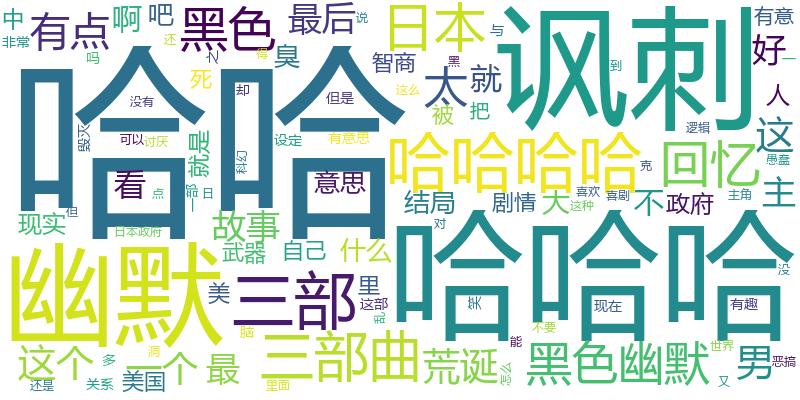 中 非常 有点 啊 吧 还 吗 黑色 之 最后 说 得 日本 与 讽刺 有意 好 一
臭 死 智商 太 就 到 人
哈哈 没有 却 但是 这么 黑 把 被 逻辑 这
毁灭 可以 讨厌 就是 设定 有意思 哈哈哈哈 克 回忆 愚蠢 主
看 点 一部 日 科幻 意思 结局 剧情 大 喜欢 喜剧 这种 不 政府 主角
现实 但 日本政府 故事 武器 自己 什么 对 哈哈哈 没
幽默 美 三部 里 这部 乱 笑 现在 有趣
这个 多 洞 一个 最 脑 三部曲 荒诞 能 怎么 不要 黑色幽默 世界 男 恶搞
还是 关系 美国 里面 又